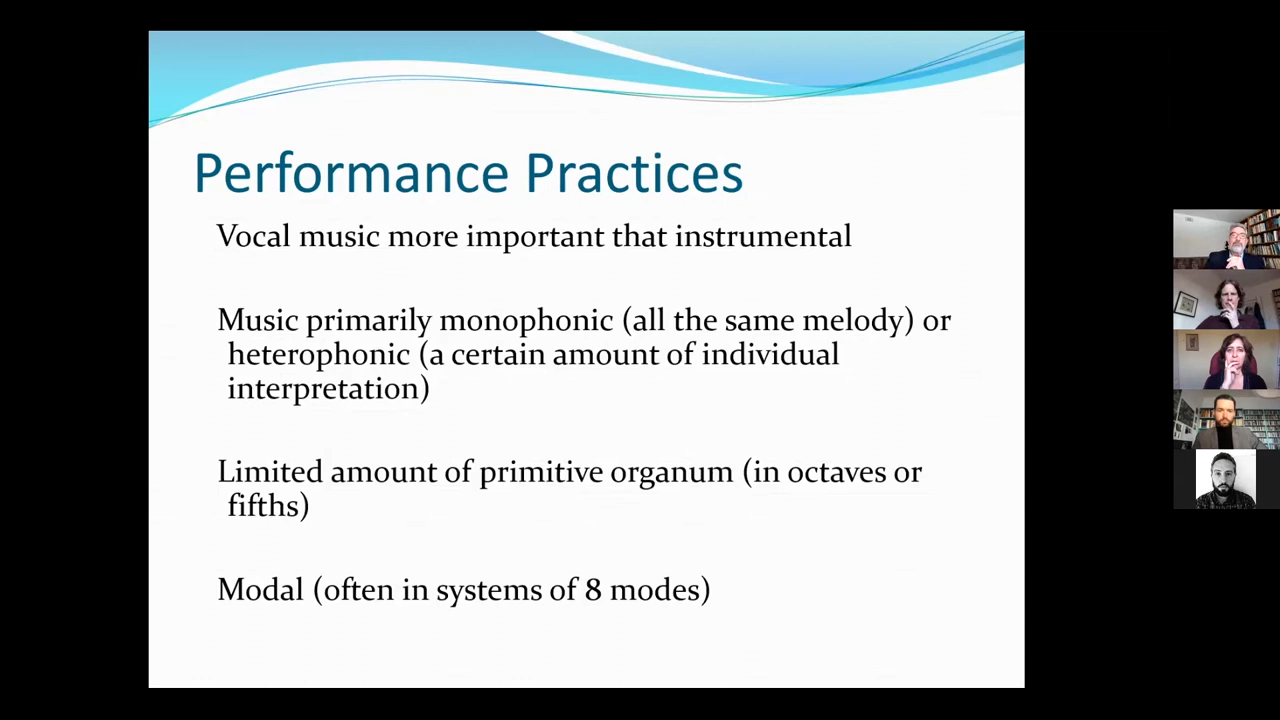 Performance Practices
Vocal music more important that instrumental
Music primarily monophonic (all the same melody) or
heterophonic (a certain amount of individual
interpretation)
Limited amount of primitive organum (in octaves or
fifths)
Modal (often in systems of 8 modes)